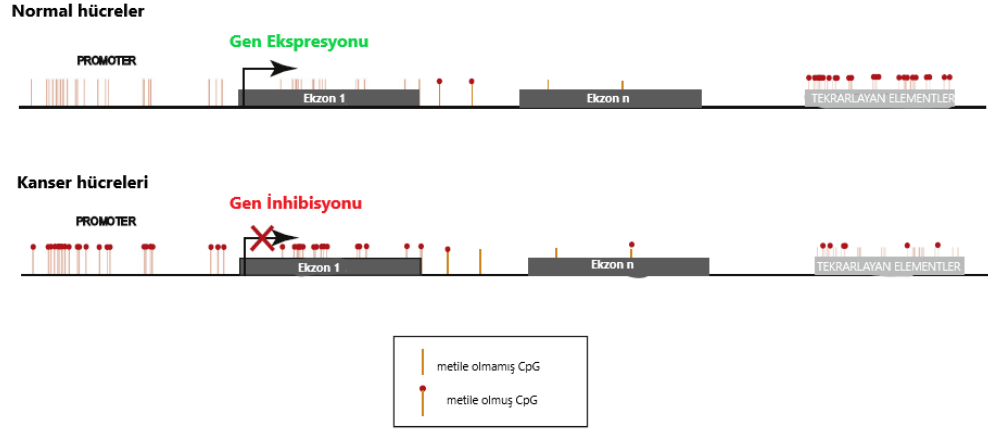 Normal hücreler
Gen Ekspresyonu
PROMOTER
Ekzon 1
Ekzon n
TEKRARLAYAN ELEMENTLER
Kanser hücreleri
Gen İnhibisyonu
PROMOTER
Ekzon 1
Ekzon n
TEKRARLAYAN ELEMENTLER
metile olmamış CpG
metile olmuş CpG